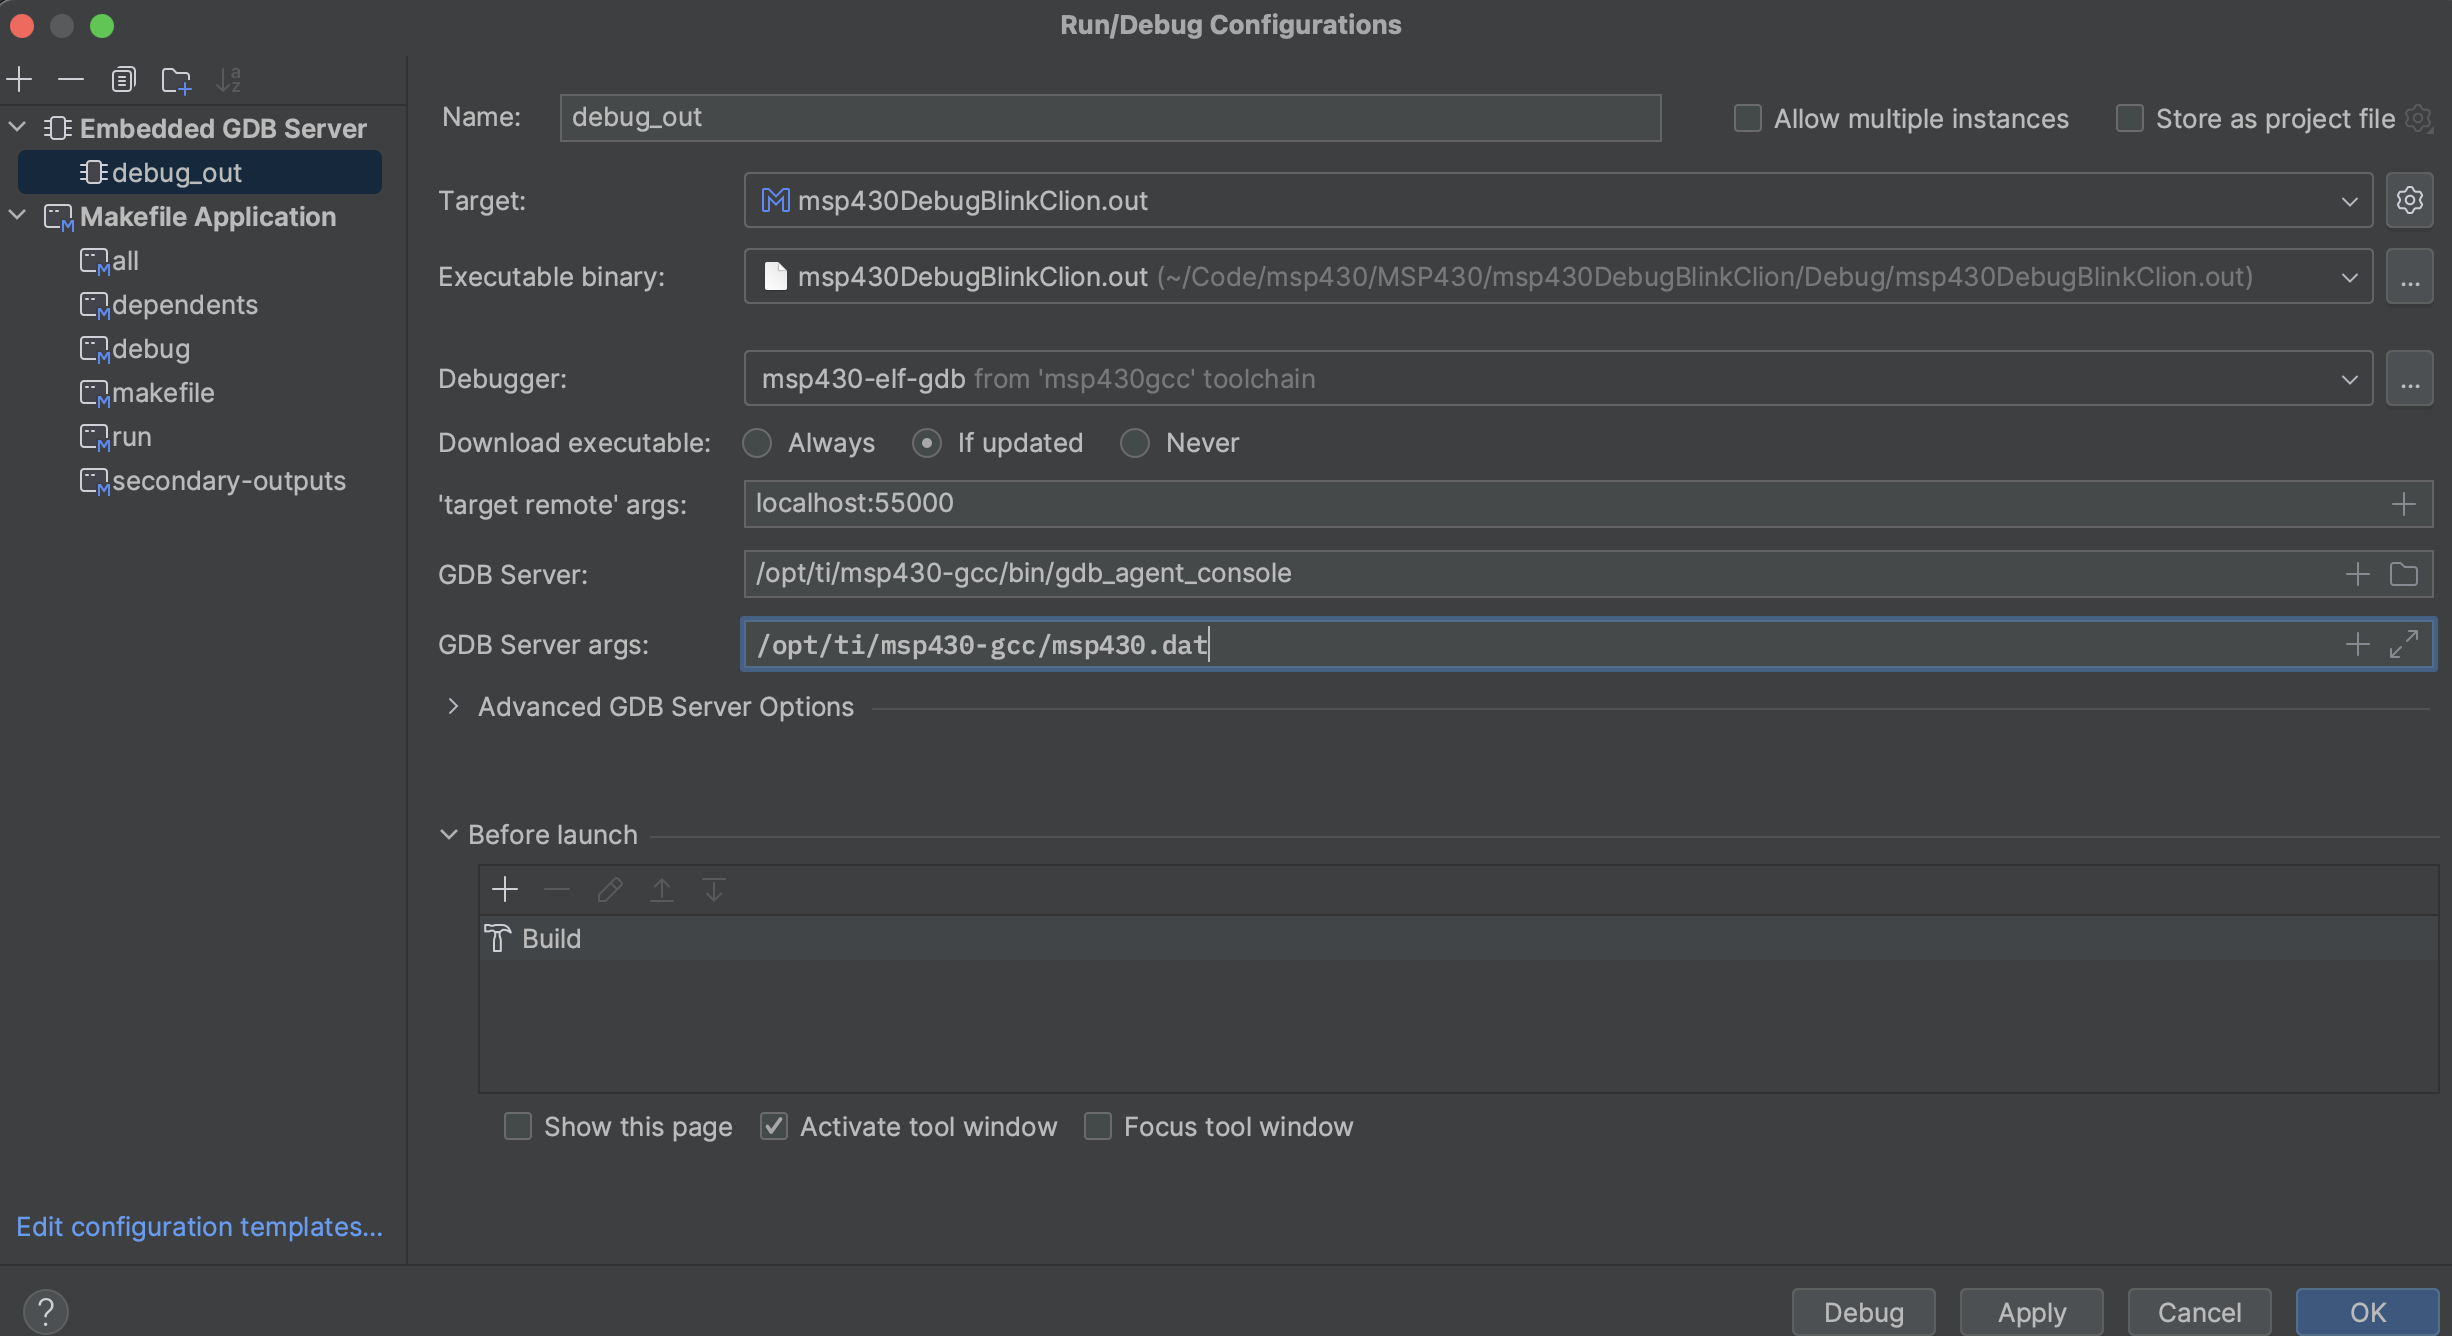 Run/Debug Configurations
Embedded GDB Server
debug_out
Makefile Application
all
dependents
debug
makefile
run
secondary-outputs
Edit configuration templates...
Name: debug_out Allow multiple instances Store as project file
Target: msp430DebugBlinkClion.out
Executable binary: msp430DebugBlinkClion.out (~/Code/msp430/MSP430/msp430DebugBlinkClion/Debug/msp430DebugBlinkClion.out) ...
Debugger: msp430-elf-gdb from 'msp430gcc' toolchain ...
Download executable: Always If updated Never
'target remote' args: localhost:55000
GDB Server: /opt/ti/msp430-gcc/bin/gdb_agent_console
GDB Server args: /opt/ti/msp430-gcc/msp430.dat
Advanced GDB Server Options
Before launch
Build
Show this page Activate tool window Focus tool window
? Debug Apply Cancel OK